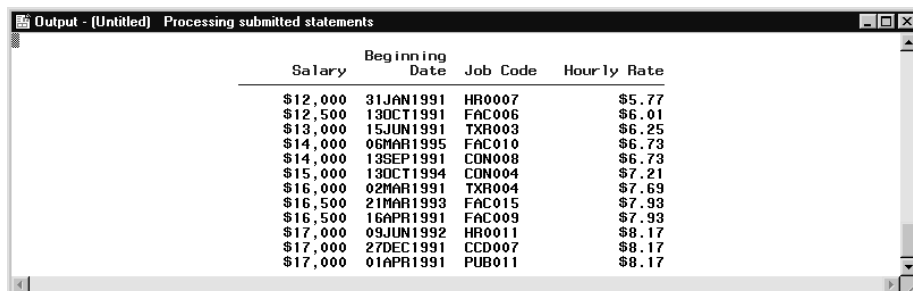 Output - (Untitled) Processing submitted statements
Beginning
Salary Date Job Code Hourly Rate
$12,000 31JAN1991 HR0007 $5.77
$12,500 13OCT1991 FAC006 $6.01
$13,000 15JUN1991 TXR003 $6.25
$14,000 06MAR1995 FAC010 $6.73
$14,000 13SEP1991 CON008 $6.73
$15,000 13OCT1994 CON004 $7.21
$16,000 02MAR1991 TXR004 $7.69
$16,500 21MAR1993 FAC015 $7.93
$16,500 16APR1991 FAC009 $7.93
$17,000 09JUN1992 HR0011 $8.17
$17,000 27DEC1991 CCD007 $8.17
$17,000 01APR1991 PUB011 $8.17